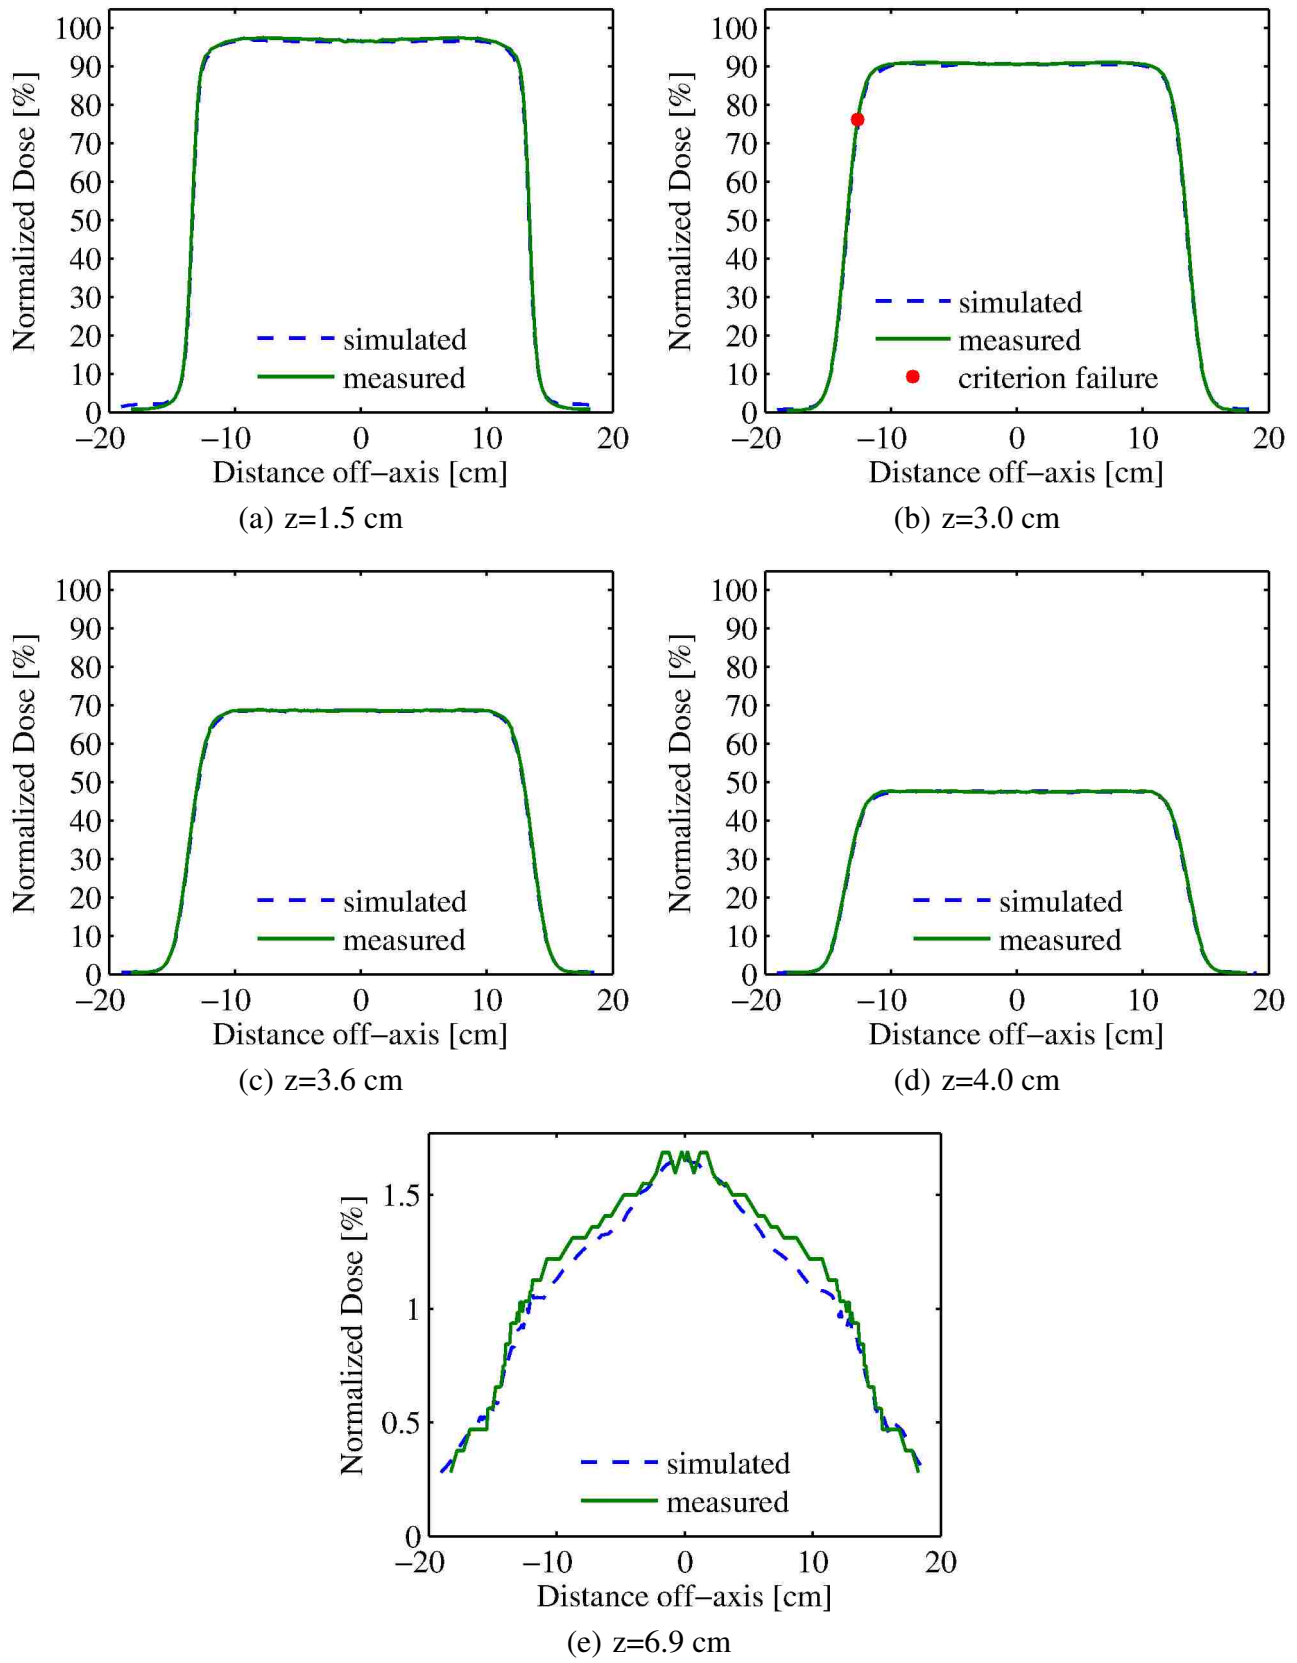 100
90
80
70
60
50
40
30
20
10
0
Normalized Dose [%]
simulated
measured
−20 −10 0 10 20
Distance off−axis [cm]
(a) z=1.5 cm
100
90
80
70
60
50
40
30
20
10
0
Normalized Dose [%]
simulated
measured
criterion failure
−20 −10 0 10 20
Distance off−axis [cm]
(b) z=3.0 cm
100
90
80
70
60
50
40
30
20
10
0
Normalized Dose [%]
simulated
measured
−20 −10 0 10 20
Distance off−axis [cm]
(c) z=3.6 cm
100
90
80
70
60
50
40
30
20
10
0
Normalized Dose [%]
simulated
measured
−20 −10 0 10 20
Distance off−axis [cm]
(d) z=4.0 cm
1.5
1
0.5
0
Normalized Dose [%]
simulated
measured
−20 −10 0 10 20
Distance off−axis [cm]
(e) z=6.9 cm